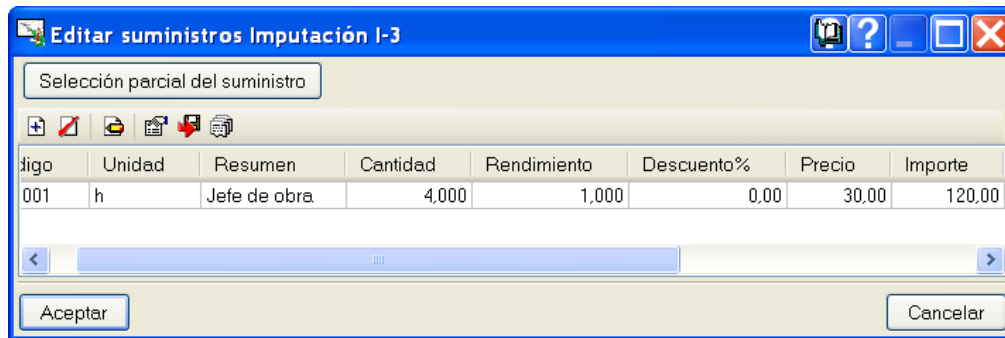 Editar suministros Imputación I-3
Selección parcial del suministro
digo Unidad Resumen Cantidad Rendimiento Descuento% Precio Importe
001 h Jefe de obra 4,000 1,000 0,00 30,00 120,00
Aceptar Cancelar